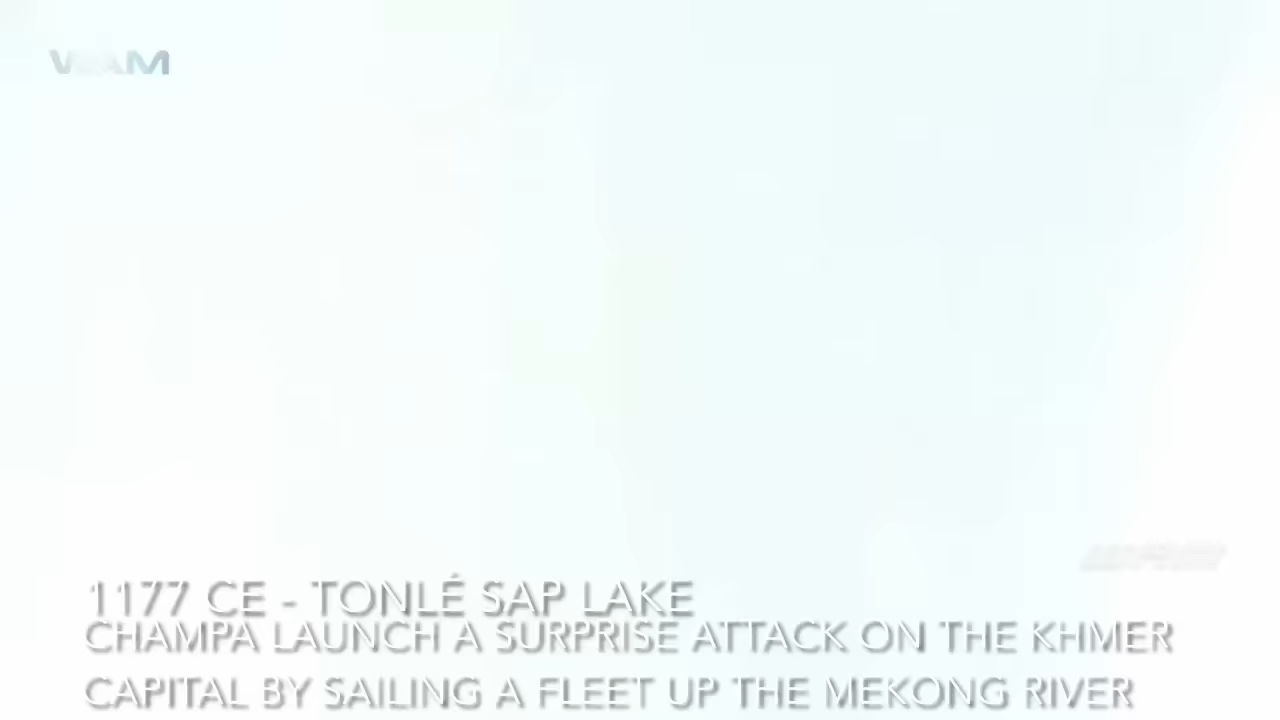 WAM
1177 CE - TONLÉ SAP LAKE
CHAMPA LAUNCH A SURPRISE ATTACK ON THE KHMER
CAPITAL BY SAILING A FLEET UP THE MEKONG RIVER